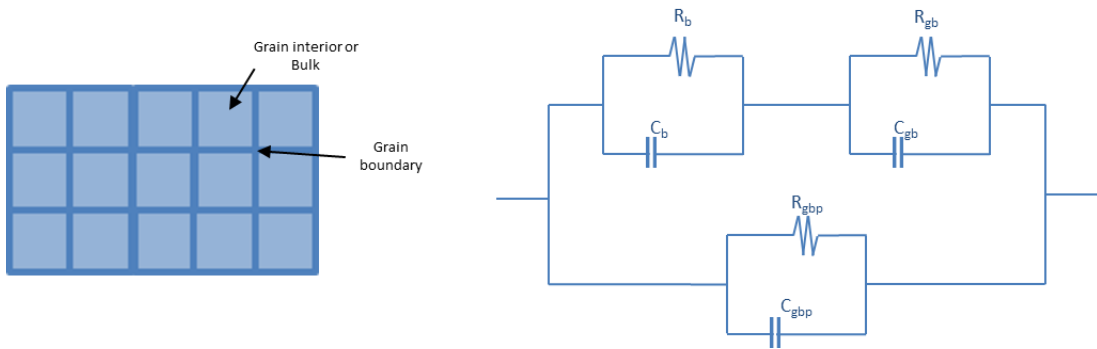 Grain interior or
Bulk
Grain
boundary
R_b
C_b
R_gb
C_gb
R_gbp
C_gbp